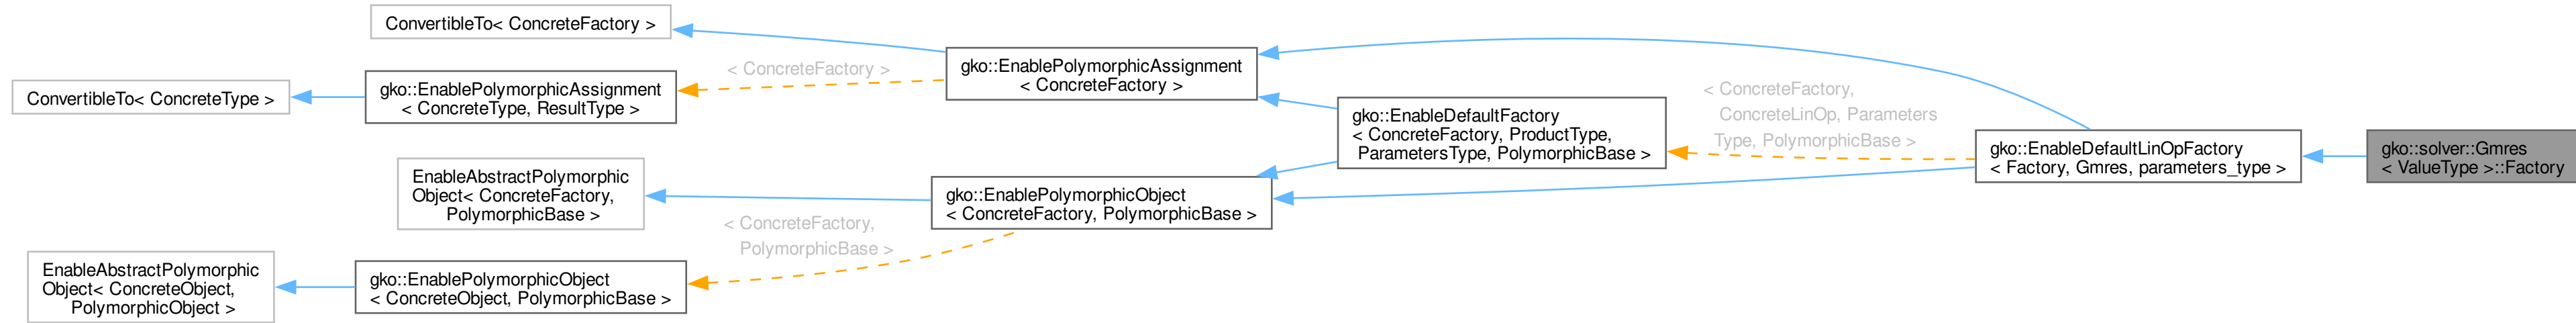 ConvertibleTo< ConcreteFactory >
ConvertibleTo< ConcreteType >
gko::EnablePolymorphicAssignment
< ConcreteType, ResultType >
< ConcreteFactory >
gko::EnablePolymorphicAssignment
< ConcreteFactory >
EnableAbstractPolymorphic
Object< ConcreteFactory,
PolymorphicBase >
gko::EnablePolymorphicObject
< ConcreteFactory, PolymorphicBase >
< ConcreteFactory,
PolymorphicBase >
EnableAbstractPolymorphic
Object< ConcreteObject,
PolymorphicObject >
gko::EnablePolymorphicObject
< ConcreteObject, PolymorphicBase >
gko::EnableDefaultFactory
< ConcreteFactory, ProductType,
ParametersType, PolymorphicBase >
< ConcreteFactory,
ConcreteLinOp, Parameters
Type, PolymorphicBase >
gko::EnableDefaultLinOpFactory
< Factory, Gmres, parameters_type >
gko::solver::Gmres
< ValueType >::Factory